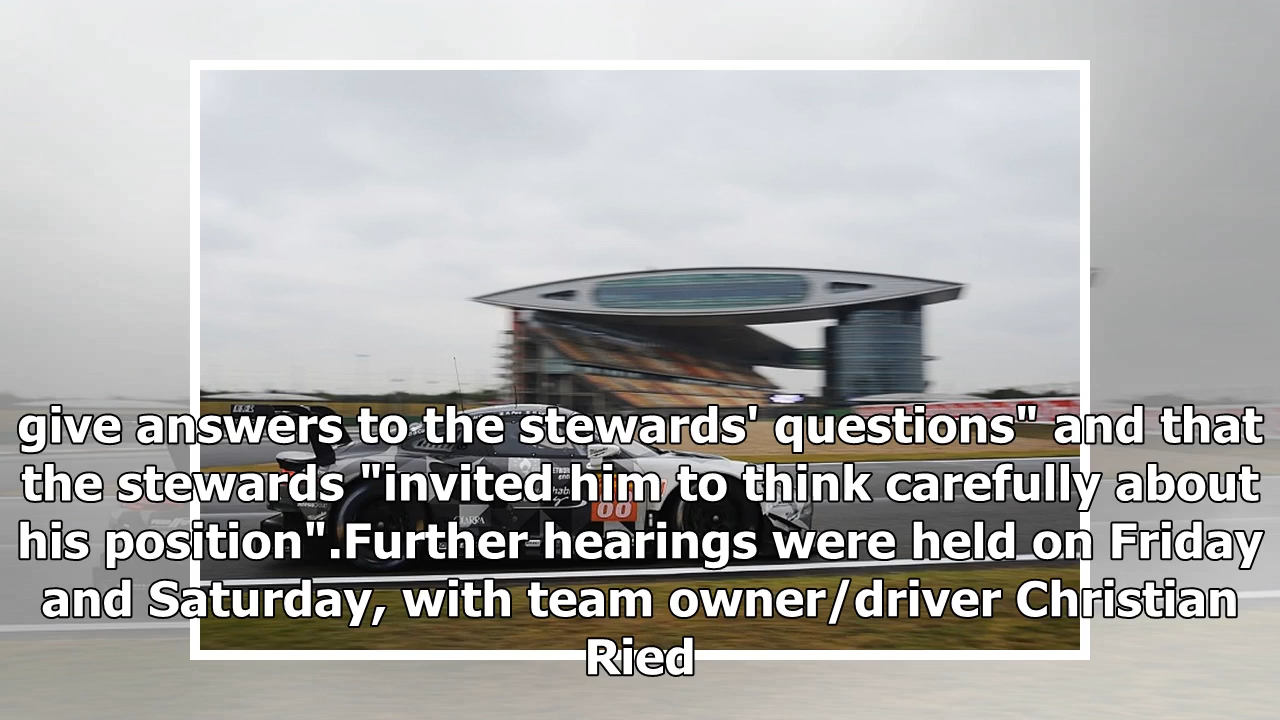 give answers to the stewards' questions" and that
the stewards "invited him to think carefully about
his position".Further hearings were held on Friday
and Saturday, with team owner/driver Christian
Ried
88